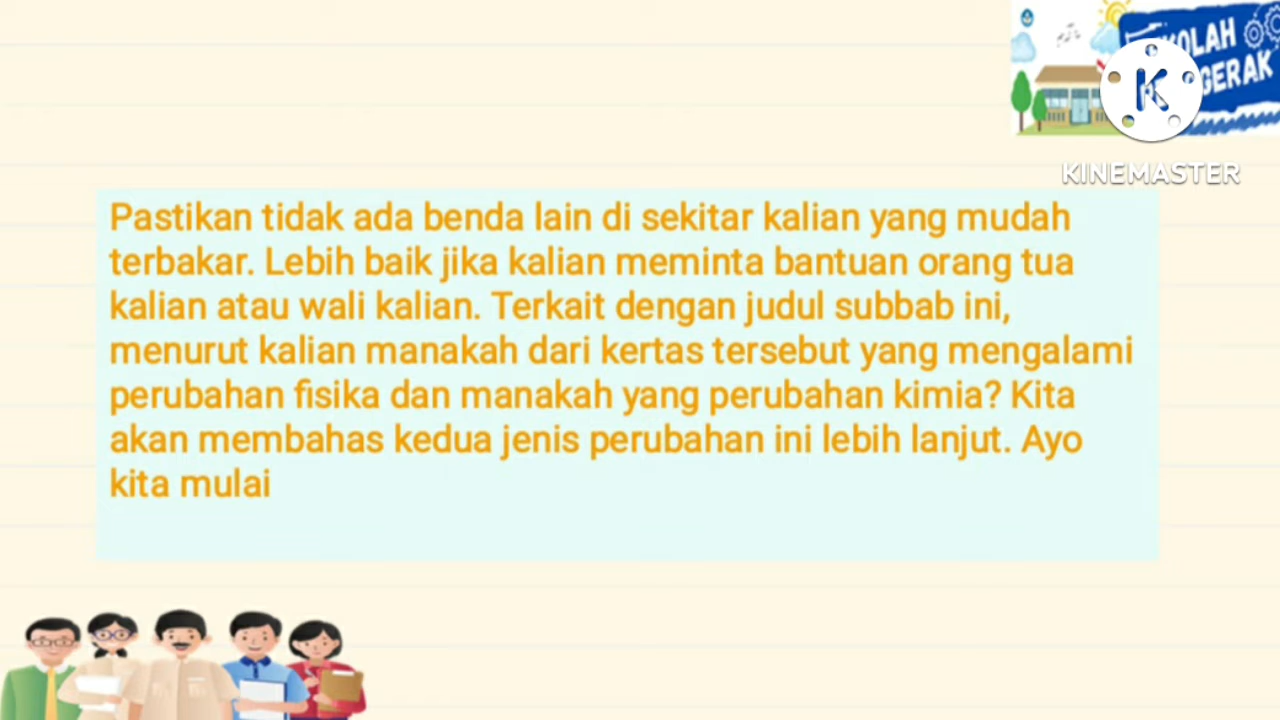 KOLAH
GERAK
K
KINEMASTER
Pastikan tidak ada benda lain di sekitar kalian yang mudah
terbakar. Lebih baik jika kalian meminta bantuan orang tua
kalian atau wali kalian. Terkait dengan judul subbab ini,
menurut kalian manakah dari kertas tersebut yang mengalami
perubahan fisika dan manakah yang perubahan kimia? Kita
akan membahas kedua jenis perubahan ini lebih lanjut. Ayo
kita mulai